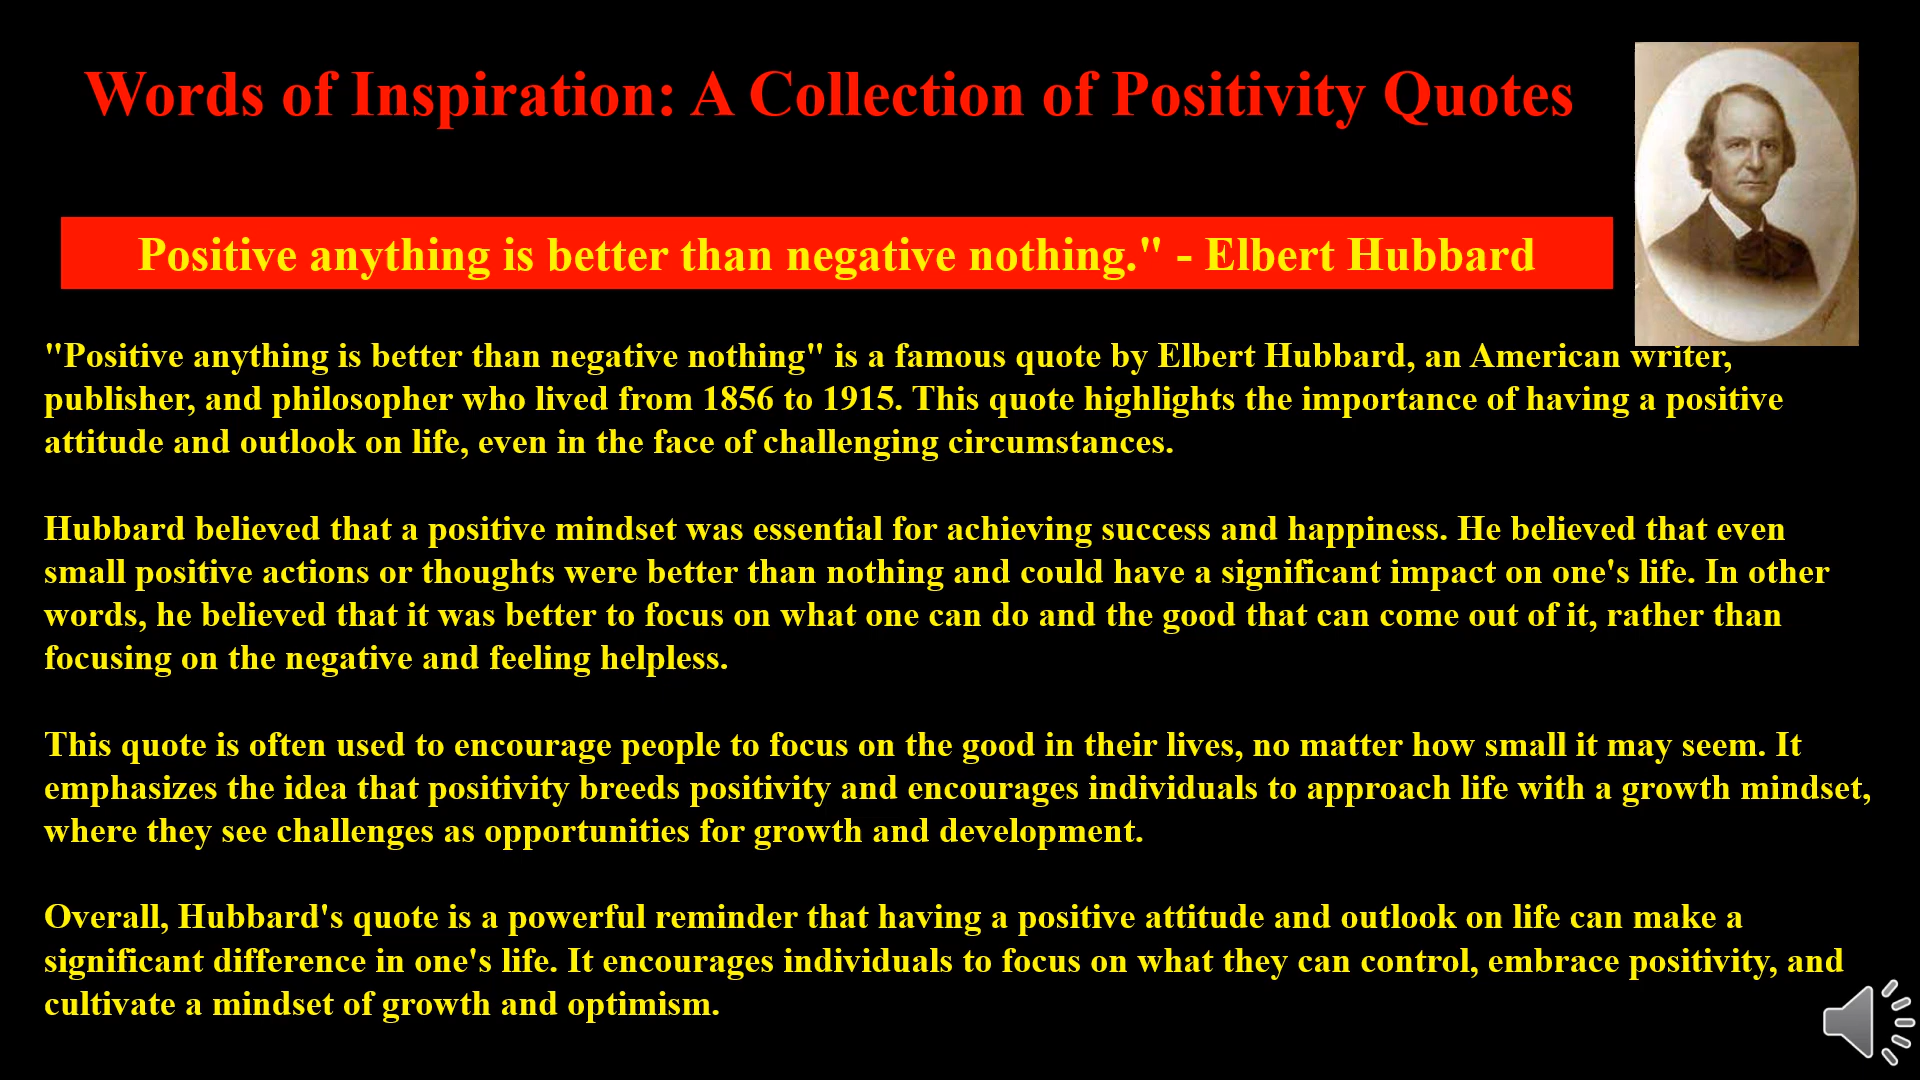 Words of Inspiration: A Collection of Positivity Quotes
Positive anything is better than negative nothing." - Elbert Hubbard
"Positive anything is better than negative nothing" is a famous quote by Elbert Hubbard, an American writer,
publisher, and philosopher who lived from 1856 to 1915. This quote highlights the importance of having a positive
attitude and outlook on life, even in the face of challenging circumstances.
Hubbard believed that a positive mindset was essential for achieving success and happiness. He believed that even
small positive actions or thoughts were better than nothing and could have a significant impact on one's life. In other
words, he believed that it was better to focus on what one can do and the good that can come out of it, rather than
focusing on the negative and feeling helpless.
This quote is often used to encourage people to focus on the good in their lives, no matter how small it may seem. It
emphasizes the idea that positivity breeds positivity and encourages individuals to approach life with a growth mindset,
where they see challenges as opportunities for growth and development.
Overall, Hubbard's quote is a powerful reminder that having a positive attitude and outlook on life can make a
significant difference in one's life. It encourages individuals to focus on what they can control, embrace positivity, and
cultivate a mindset of growth and optimism.